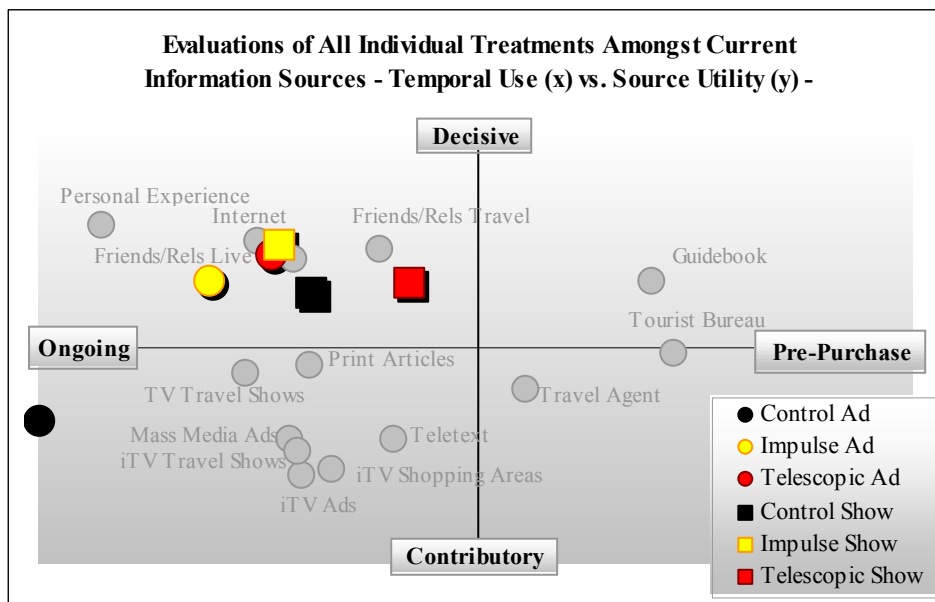 Evaluations of All Individual Treatments Amongst Current
Information Sources - Temporal Use (x) vs. Source Utility (y) -
Decisive
Personal Experience
Internet
Friends/Rels Travel
Friends/Rels Live
Guidebook
Tourist Bureau
Ongoing
Pre-Purchase
Print Articles
TV Travel Shows
Travel Agent
Mass Media Ads
Teletext
iTV Travel Shows
iTV Shopping Areas
iTV Ads
Contributory
Control Ad
Impulse Ad
Telescopic Ad
Control Show
Impulse Show
Telescopic Show